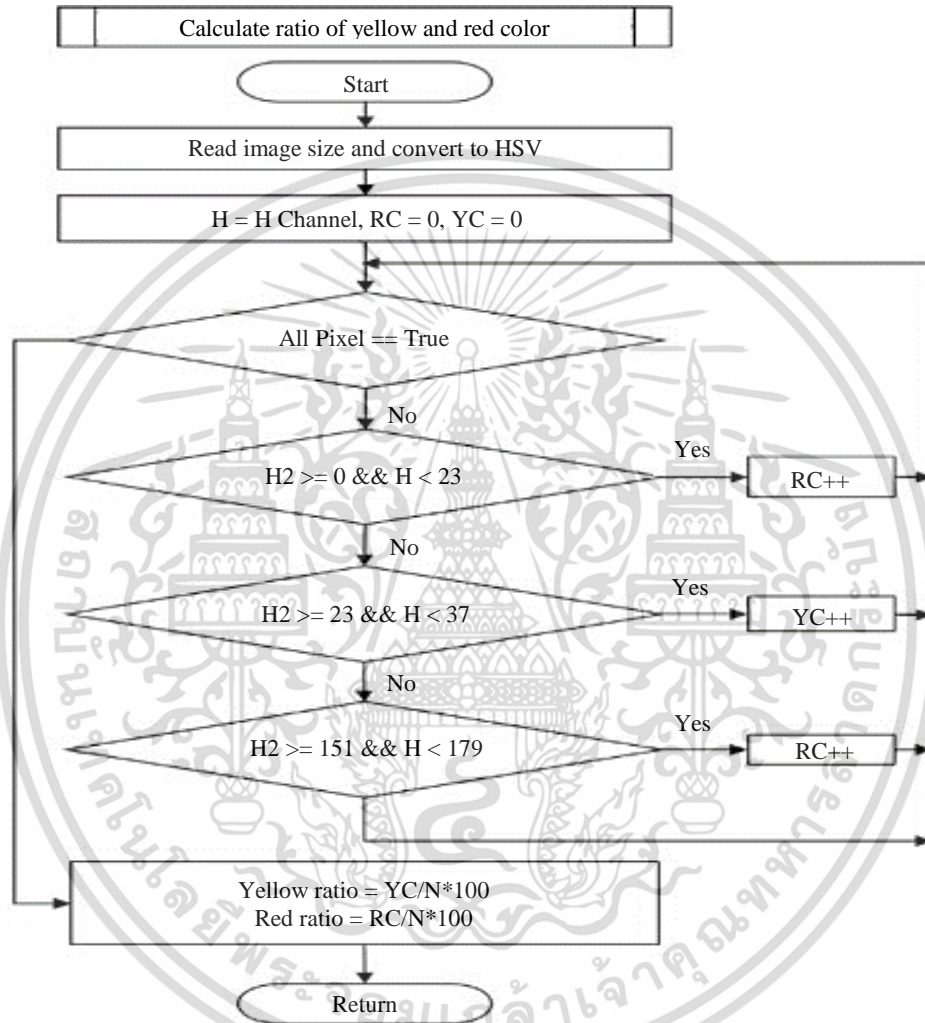 Calculate ratio of yellow and red color
Start
Read image size and convert to HSV
H = H Channel, RC = 0, YC = 0
All Pixel == True
No
H2 >= 0 && H < 23
Yes
RC++
No
H2 >= 23 && H < 37
Yes
YC++
No
H2 >= 151 && H < 179
Yes
RC++
Yellow ratio = YC/N*100
Red ratio = RC/N*100
Return